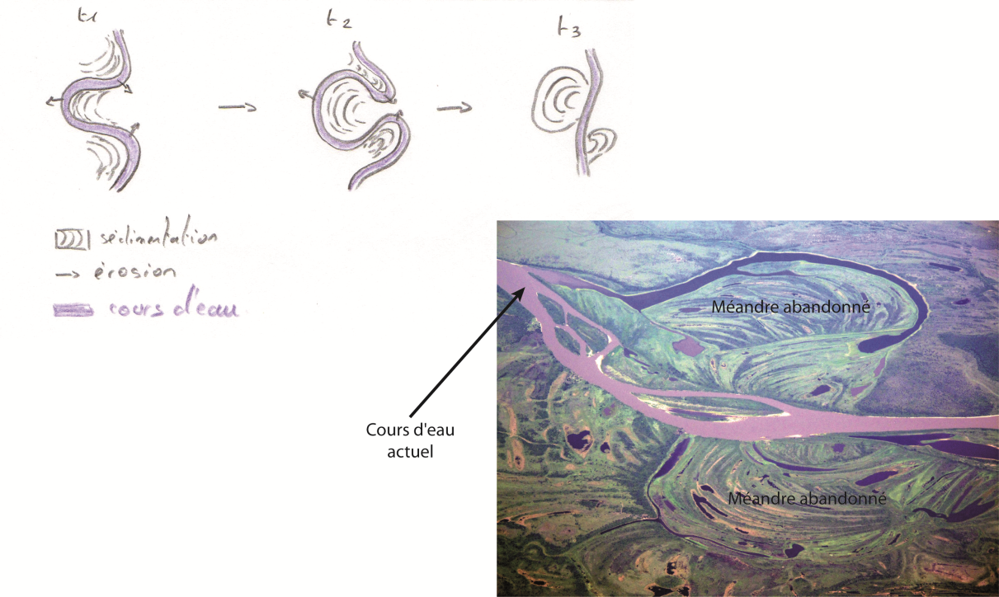 t1
t2
t3
sédimentation
érosion
cours d'eau
Méandre abandonné
Cours d'eau
actuel
Méandre abandonné